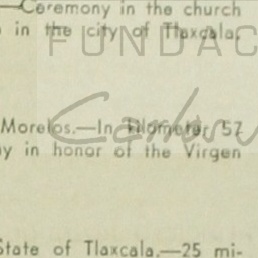 —Ceremony in the church
in the city of Tlaxcala.
FUNDAC
Morelos.—In Kilometer 57
y in honor of the Virgen
State of Tlaxcala.—25 mi-